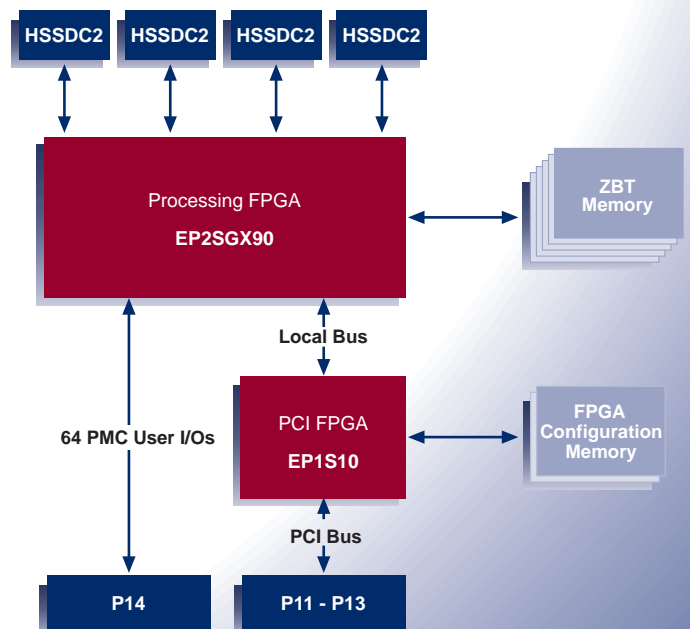 HSSDC2 HSSDC2 HSSDC2 HSSDC2
Processing FPGA
EP2SGX90
ZBT
Memory
Local Bus
64 PMC User I/Os
PCI FPGA
EP1S10
FPGA
Configuration
Memory
PCI Bus
P14
P11 - P13